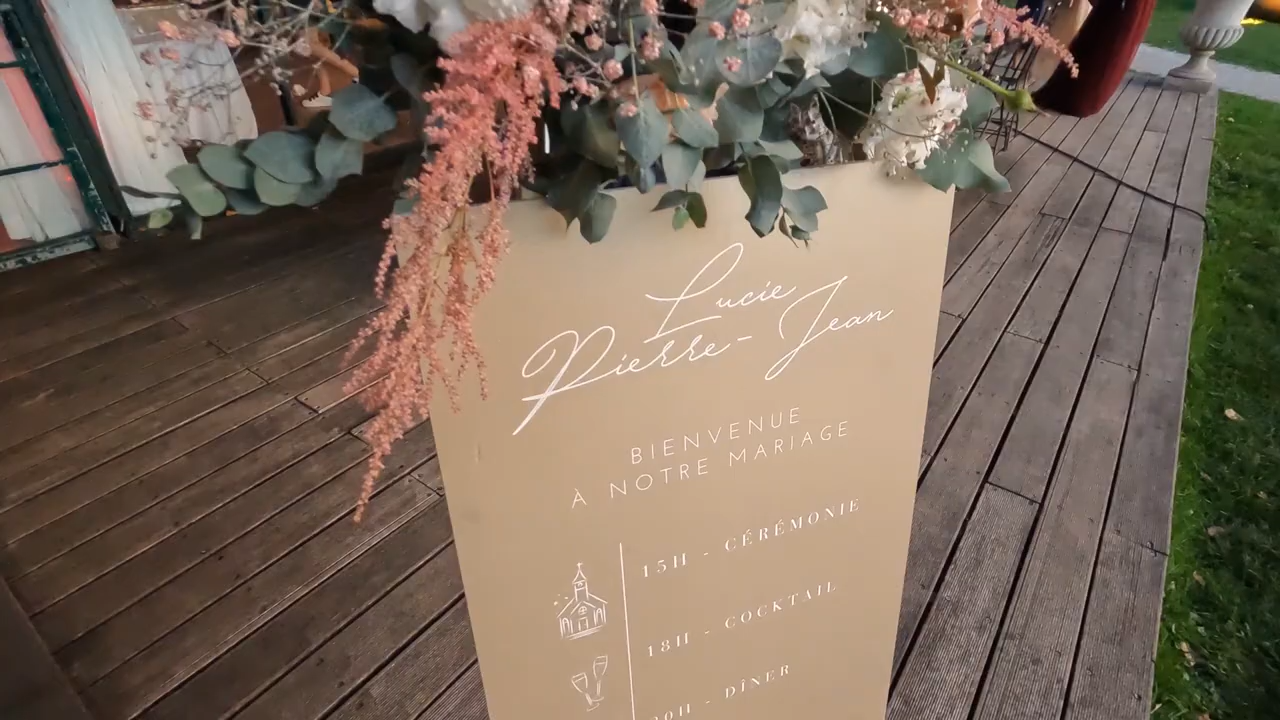 Lucie
Pierre-Jean
BIENVENUE
À NOTRE MARIAGE
15H - CÉRÉMONIE
18H - COCKTAIL
- DÎNER